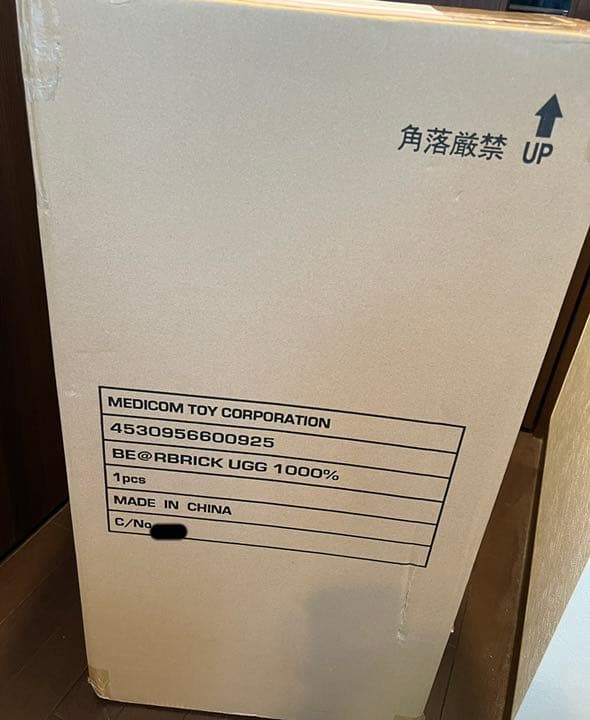 角落厳禁 UP
MEDICOM TOY CORPORATION
4530956600925
BE@RBRICK UGG 1000%
1pcs
MADE IN CHINA
C/No